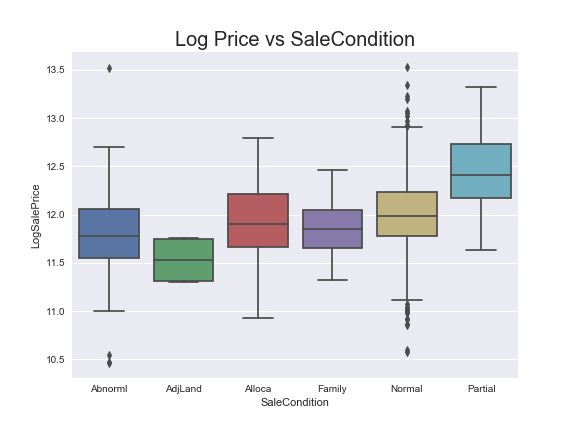 Log Price vs SaleCondition
13.5
13.0
12.5
12.0
11.5
11.0
10.5
LogSalePrice
Abnorml AdjLand Alloca Family Normal Partial
SaleCondition